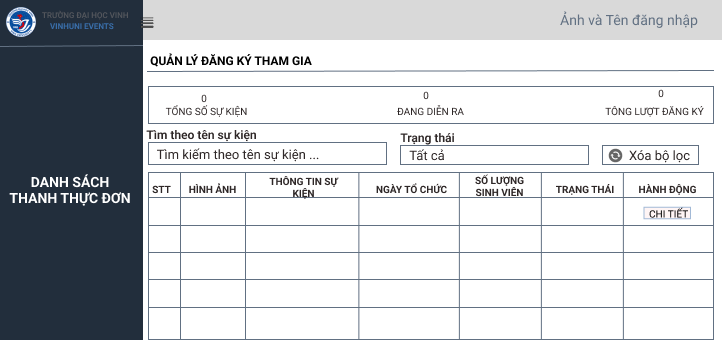 TRƯỜNG ĐẠI HỌC VINH
VINHUNI EVENTS
Ảnh và Tên đăng nhập
DANH SÁCH
THANH THỰC ĐƠN
QUẢN LÝ ĐĂNG KÝ THAM GIA
0
TỔNG SỐ SỰ KIỆN
0
ĐANG DIỄN RA
0
TỔNG LƯỢT ĐĂNG KÝ
Tìm theo tên sự kiện
Tìm kiếm theo tên sự kiện ...
Trạng thái
Tất cả
Xóa bộ lọc
STT
HÌNH ẢNH
THÔNG TIN SỰ
KIỆN
NGÀY TỔ CHỨC
SỐ LƯỢNG
SINH VIÊN
TRẠNG THÁI
HÀNH ĐỘNG
CHI TIẾT